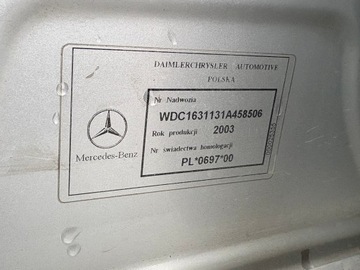 DAIMLERCHRYSLER AUTOMOTIVE
POLSKA
Nr Nadwozia
WDC1631131A458506
Rok produkcji 2003
Nr świadectwa homologacji
PL*0697*00
Mercedes-Benz